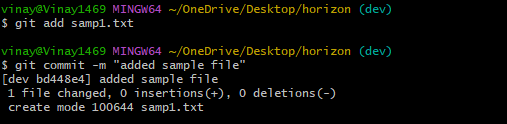 vinay@Vinay1469 MINGW64 ~/OneDrive/Desktop/horizon (dev)
$ git add samp1.txt
vinay@Vinay1469 MINGW64 ~/OneDrive/Desktop/horizon (dev)
$ git commit -m "added sample file"
[dev bd448e4] added sample file
 1 file changed, 0 insertions(+), 0 deletions(-)
 create mode 100644 samp1.txt